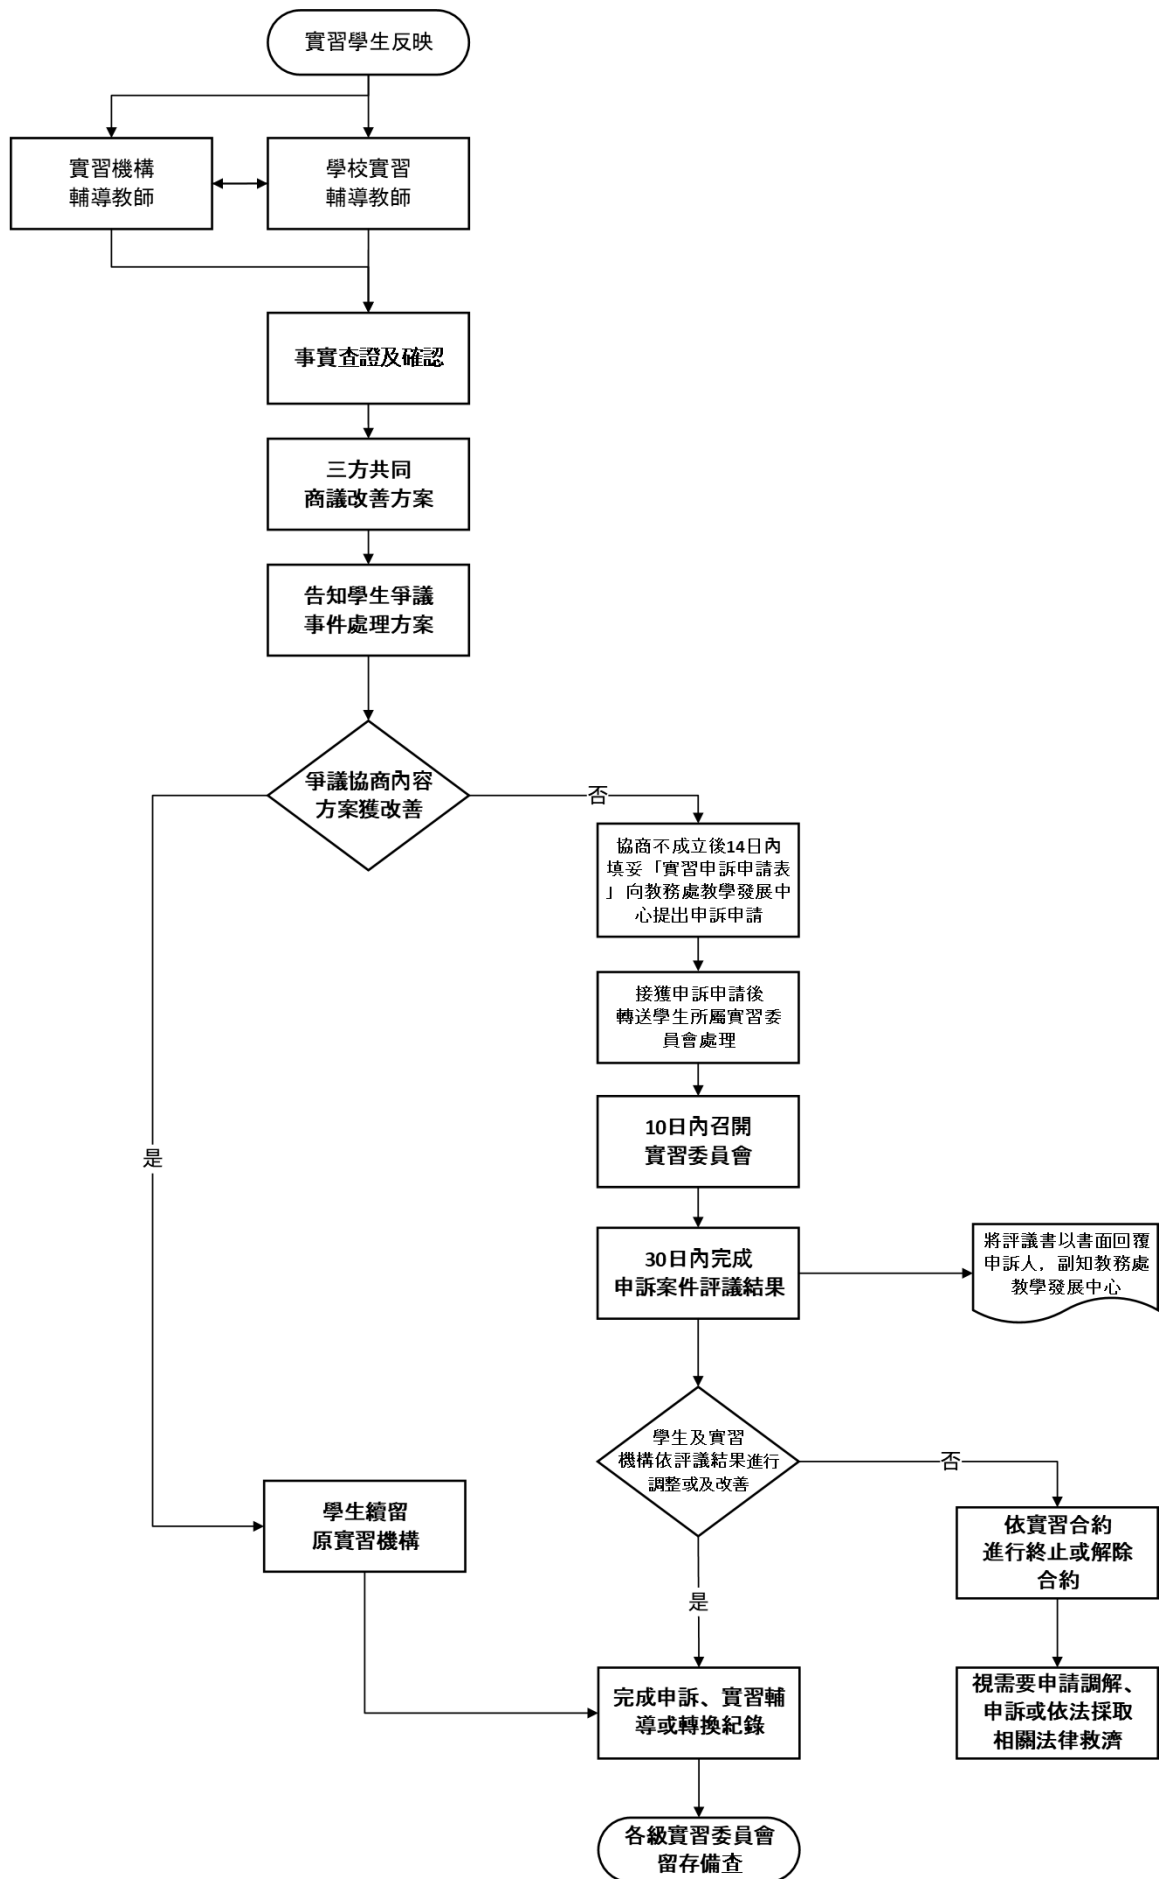 實習學生反映
實習機構
輔導教師
學校實習
輔導教師
事實查證及確認
三方共同
商議改善方案
告知學生爭議
事件處理方案
爭議協商內容
方案獲改善
否
協商不成立後14日內
填妥「實習申訴申請表
」向教務處教學發展中
心提出申訴申請
接獲申訴申請後
轉送學生所屬實習委
員會處理
10日內召開
實習委員會
是
30日內完成
申訴案件評議結果
將評議書以書面回覆
申訴人，副知教務處
教學發展中心
學生及實習
機構依評議結果進行
調整或及改善
否
學生續留
原實習機構
依實習合約
進行終止或解除
合約
是
完成申訴、實習輔
導或轉換紀錄
視需要申請調解、
申訴或依法採取
相關法律救濟
各級實習委員會
留存備查